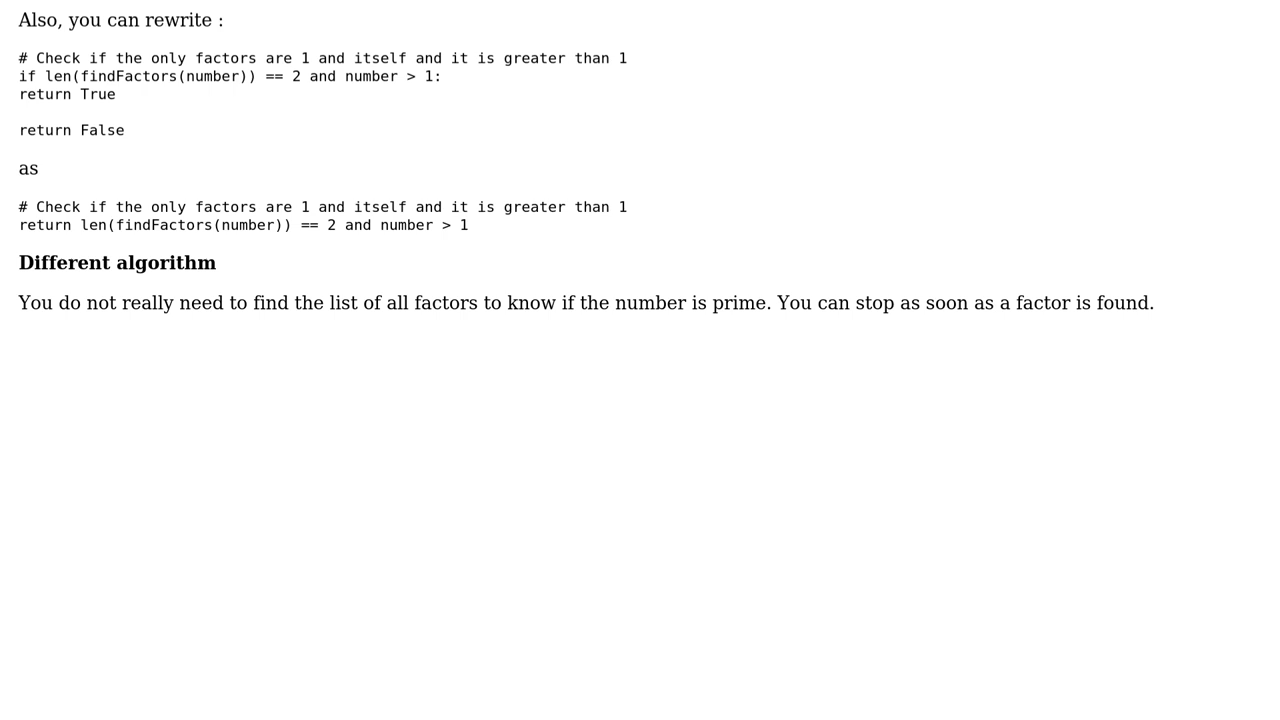 Also, you can rewrite :
# Check if the only factors are 1 and itself and it is greater than 1
if len(findFactors(number)) == 2 and number > 1:
return True
return False
as
# Check if the only factors are 1 and itself and it is greater than 1
return len(findFactors(number)) == 2 and number > 1
Different algorithm
You do not really need to find the list of all factors to know if the number is prime. You can stop as soon as a factor is found.